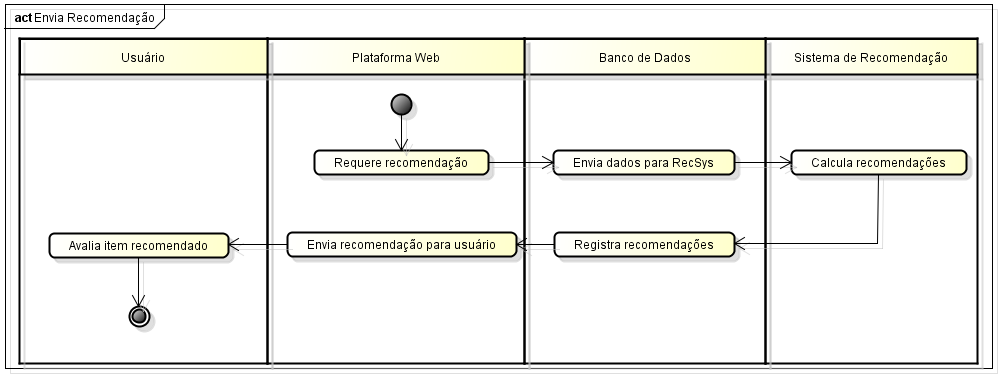 act Envia Recomendação
Usuário
Plataforma Web
Banco de Dados
Sistema de Recomendação
Requere recomendação
Envia dados para RecSys
Calcula recomendações
Avalia item recomendado
Envia recomendação para usuário
Registra recomendações